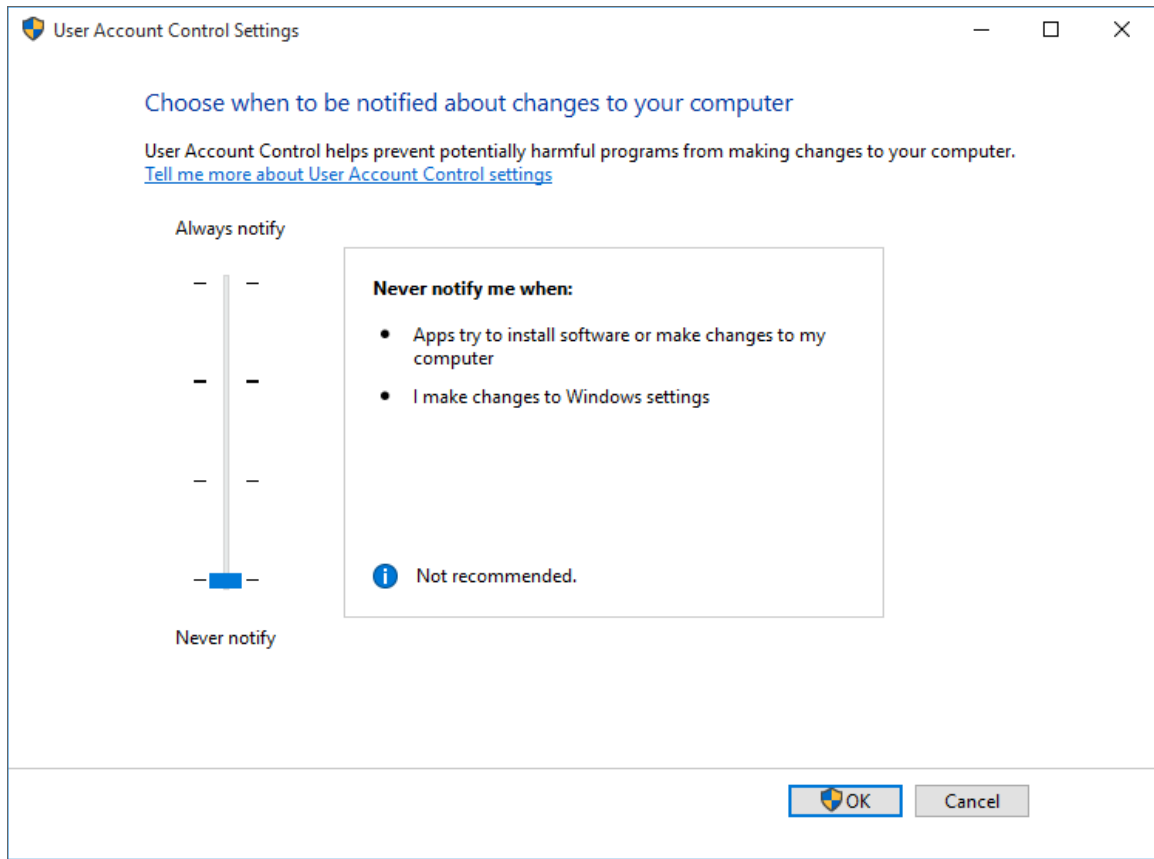 User Account Control Settings
Choose when to be notified about changes to your computer
User Account Control helps prevent potentially harmful programs from making changes to your computer.
Tell me more about User Account Control settings
Always notify
Never notify me when:
Apps try to install software or make changes to my
computer
I make changes to Windows settings
Not recommended.
Never notify
OK
Cancel